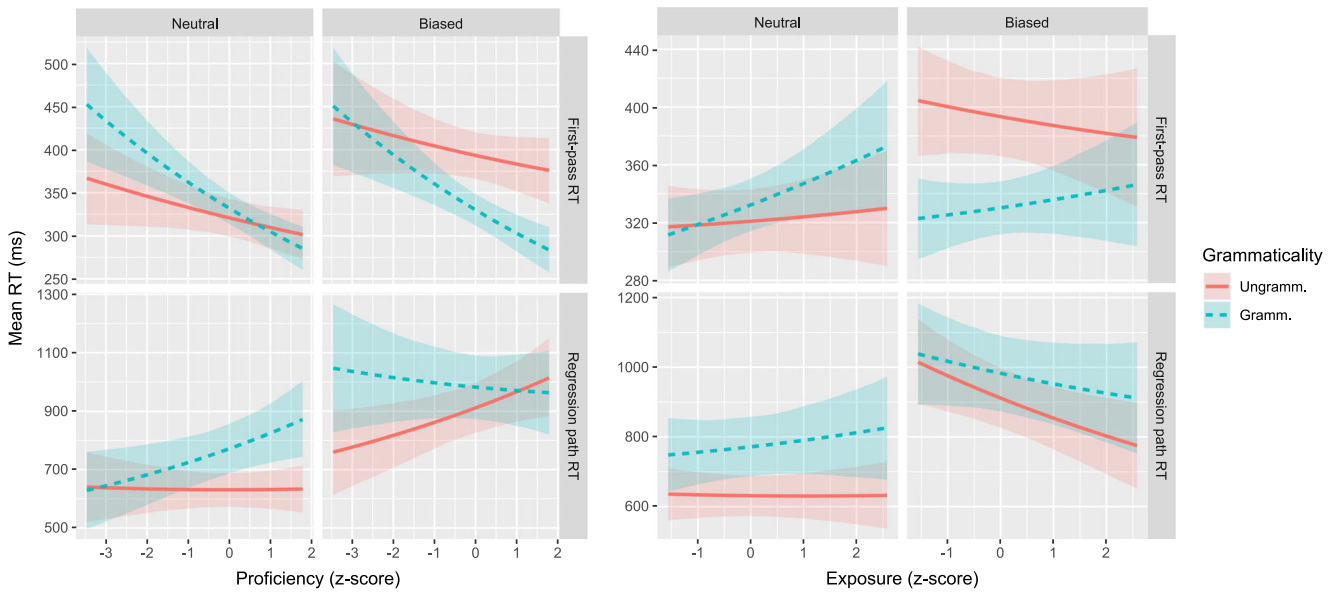 Neutral
Biased
500
450
400
350
300
250
First-pass RT
1300
1100
900
700
500
Regression path RT
Mean RT (ms)
-3 -2 -1 0 1 2
-3 -2 -1 0 1 2
Proficiency (z-score)
Neutral
Biased
440
400
360
320
280
First-pass RT
1200
1000
800
600
Regression path RT
-1 0 1 2
-1 0 1 2
Exposure (z-score)
Grammaticality
Ungramm.
Gramm.